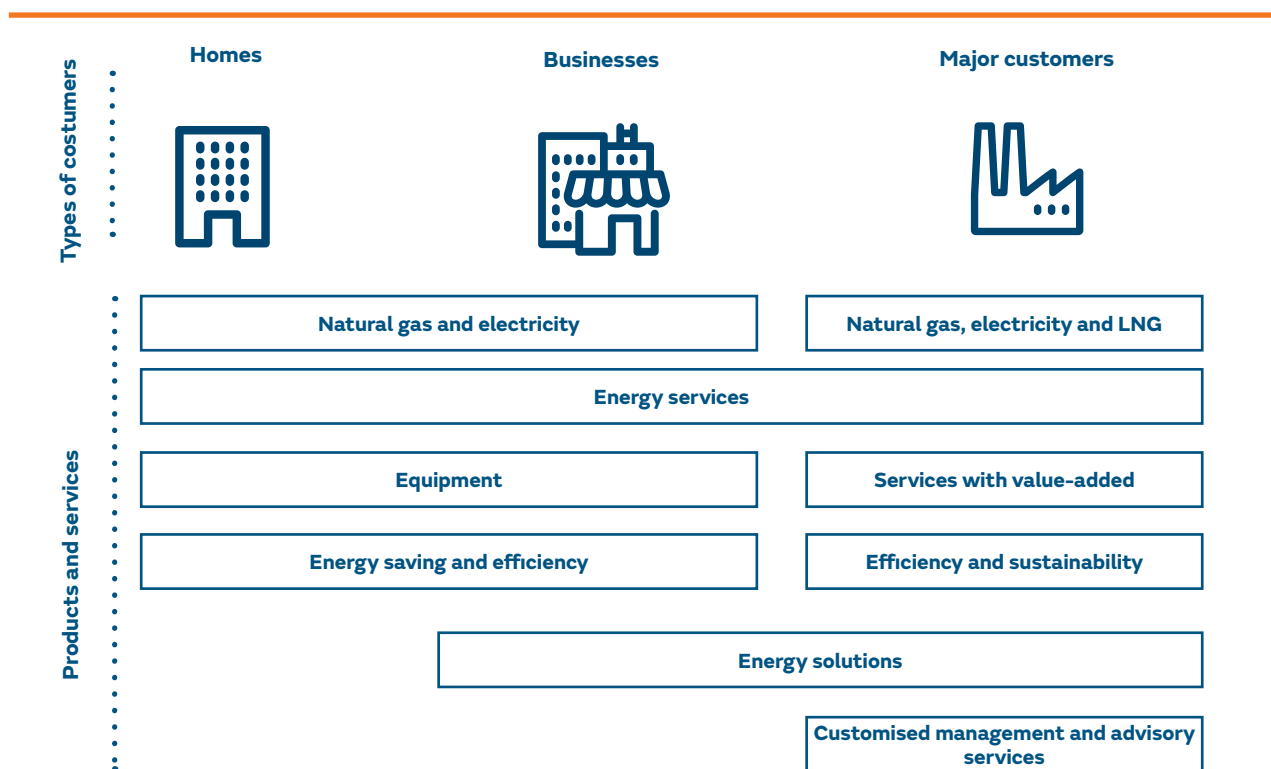 Types of costumers
Homes
Businesses
Major customers
Products and services
Natural gas and electricity
Natural gas, electricity and LNG
Energy services
Equipment
Services with value-added
Energy saving and efficiency
Efficiency and sustainability
Energy solutions
Customised management and advisory
services